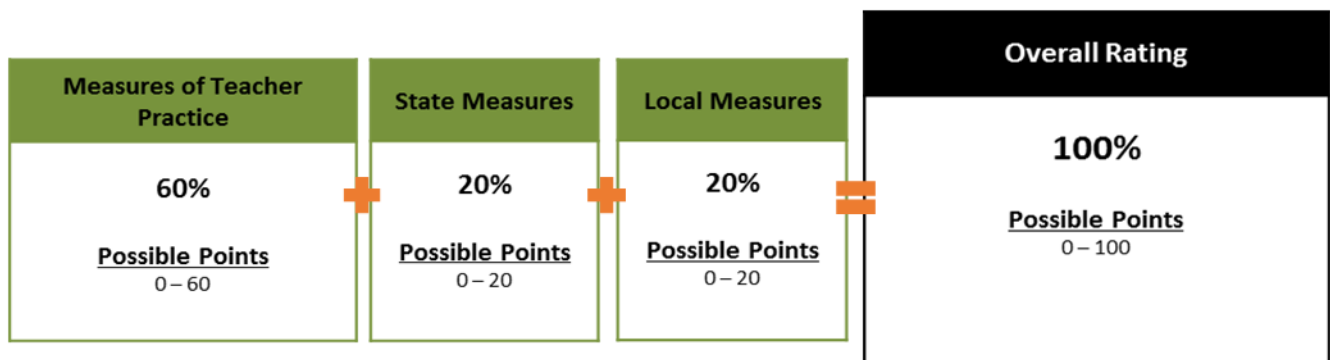 Measures of Teacher
Practice
60%
Possible Points
0 – 60
State Measures
20%
Possible Points
0 – 20
Local Measures
20%
Possible Points
0 – 20
Overall Rating
100%
Possible Points
0 – 100